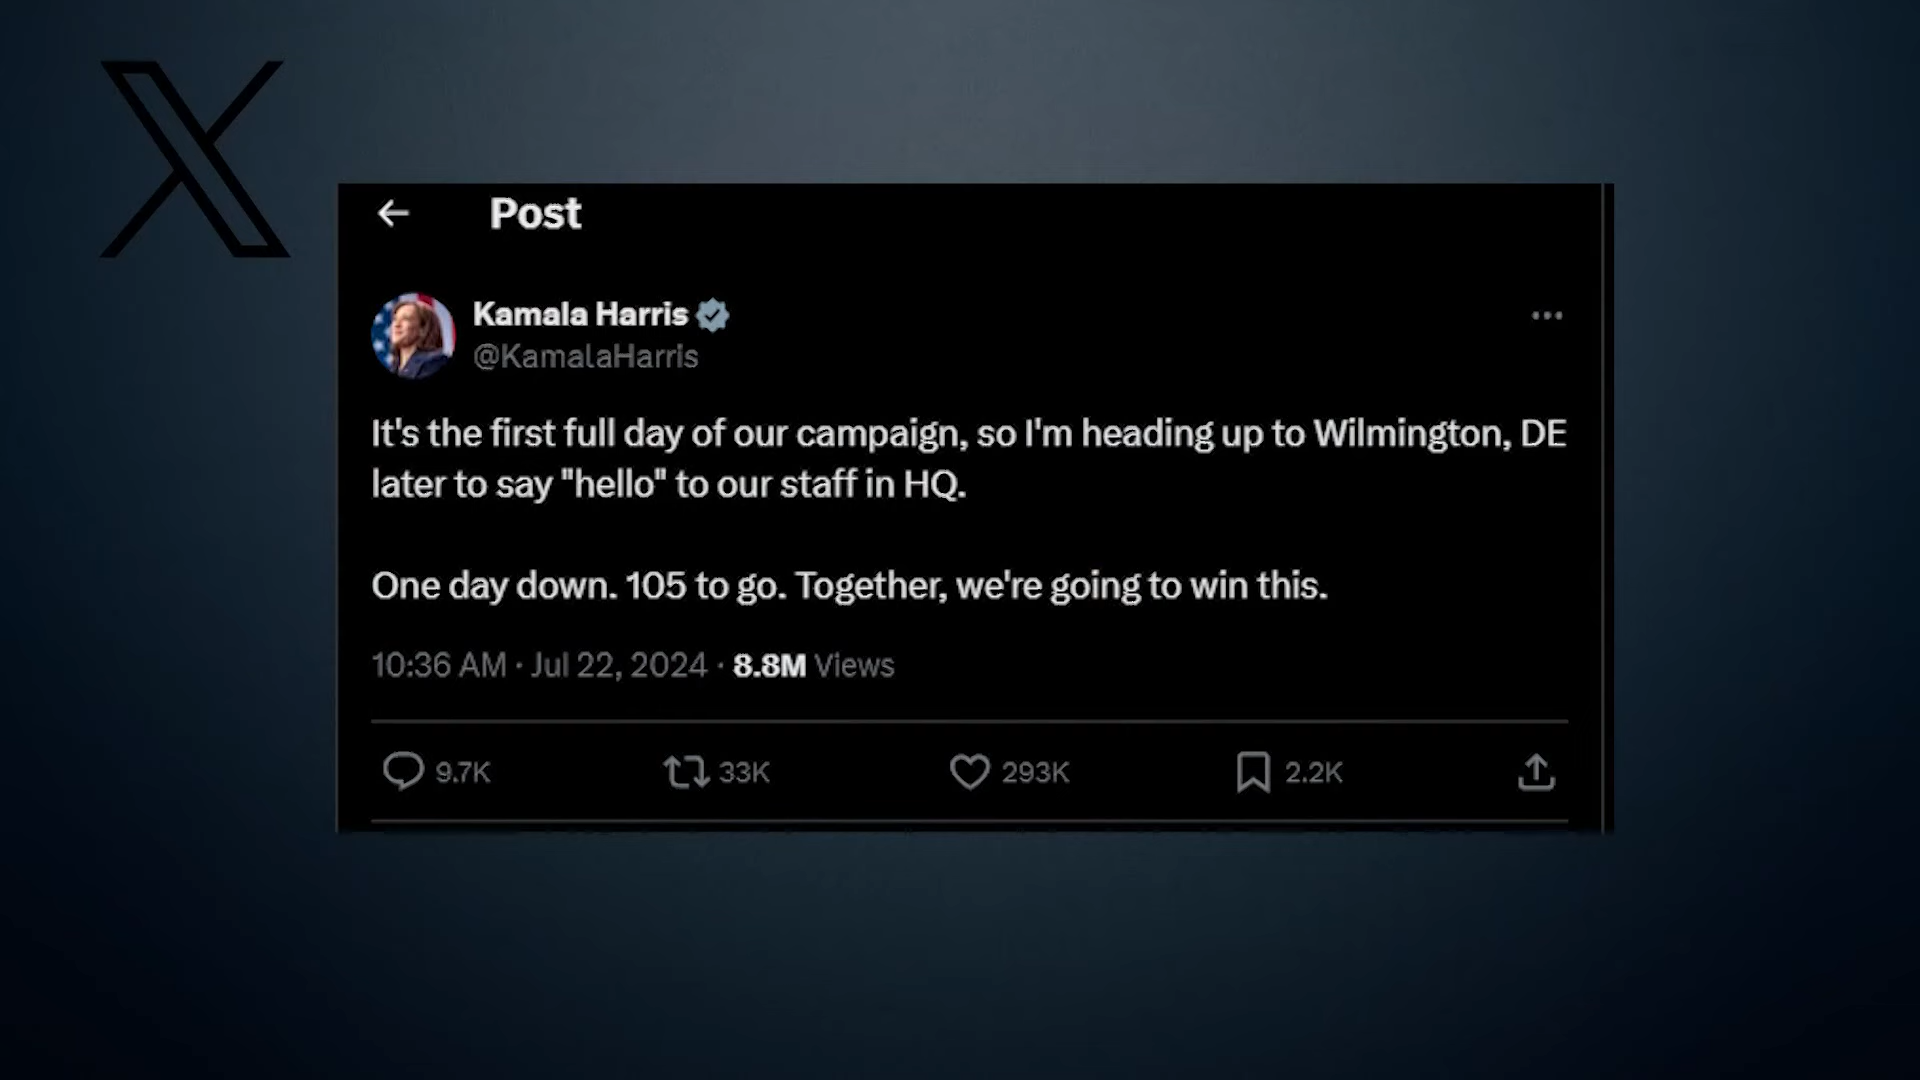 Post
Kamala Harris
@KamalaHarris
It's the first full day of our campaign, so I'm heading up to Wilmington, DE
later to say "hello" to our staff in HQ.
One day down. 105 to go. Together, we're going to win this.
10:36 AM · Jul 22, 2024 · 8.8M Views
9.7K 33K 293K 2.2K